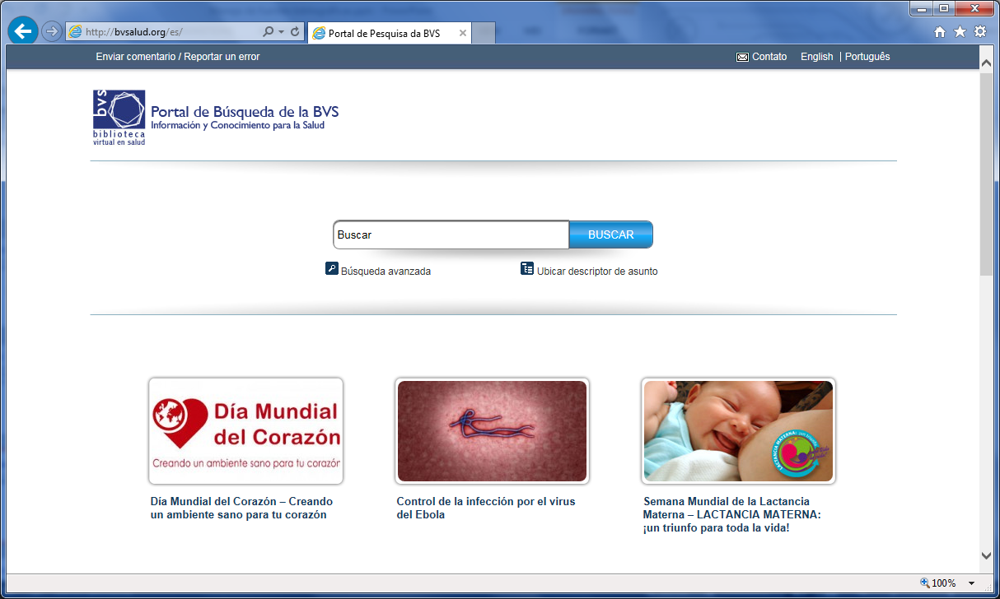 http://bvsalud.org/es/
Portal de Pesquisa da BVS
Enviar comentario / Reportar un error
Contato
English | Português
bvs
biblioteca
virtual en salud
Portal de Búsqueda de la BVS
Información y Conocimiento para la Salud
Buscar
BUSCAR
Búsqueda avanzada
Ubicar descriptor de asunto
Día Mundial
del Corazón
Creando un ambiente sano para tu corazón
LACTANCIA MATERNA:
Día Mundial del Corazón – Creando
un ambiente sano para tu corazón
Control de la infección por el virus
del Ebola
Semana Mundial de la Lactancia
Materna – LACTANCIA MATERNA:
¡un triunfo para toda la vida!
100%